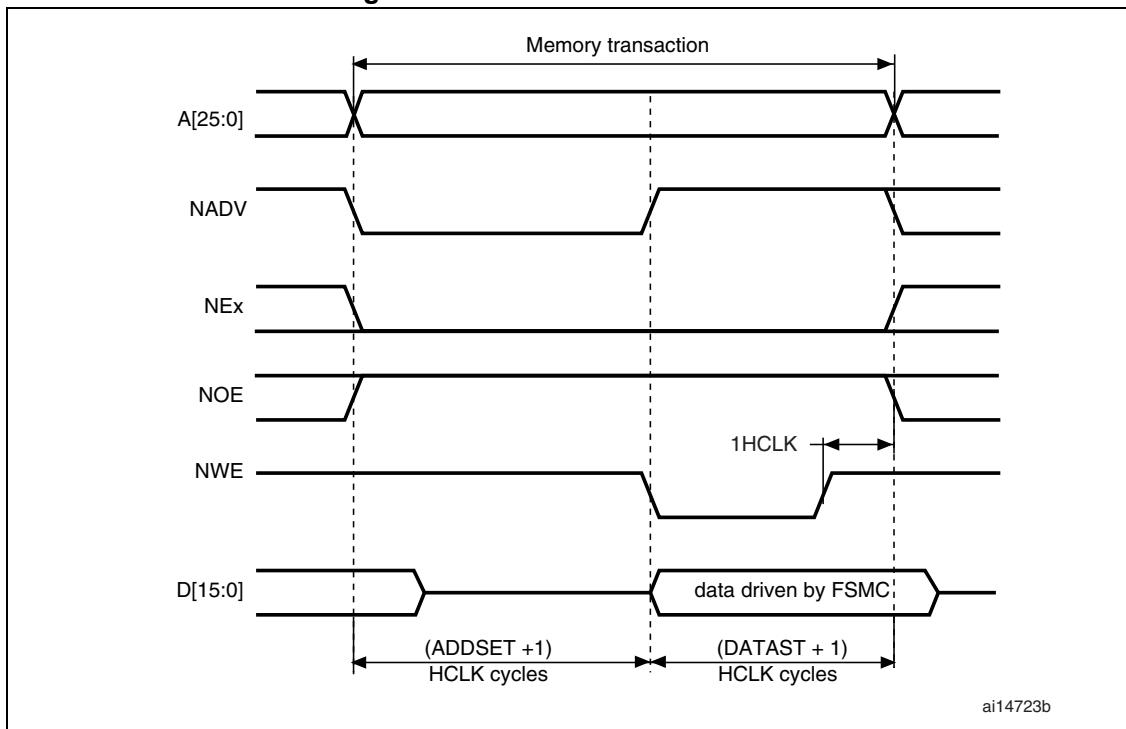 Memory transaction
A[25:0]
NADV
NEx
NOE
1HCLK
NWE
D[15:0]
data driven by FSMC
(ADDSET +1)
HCLK cycles
(DATAST + 1)
HCLK cycles
ai14723b